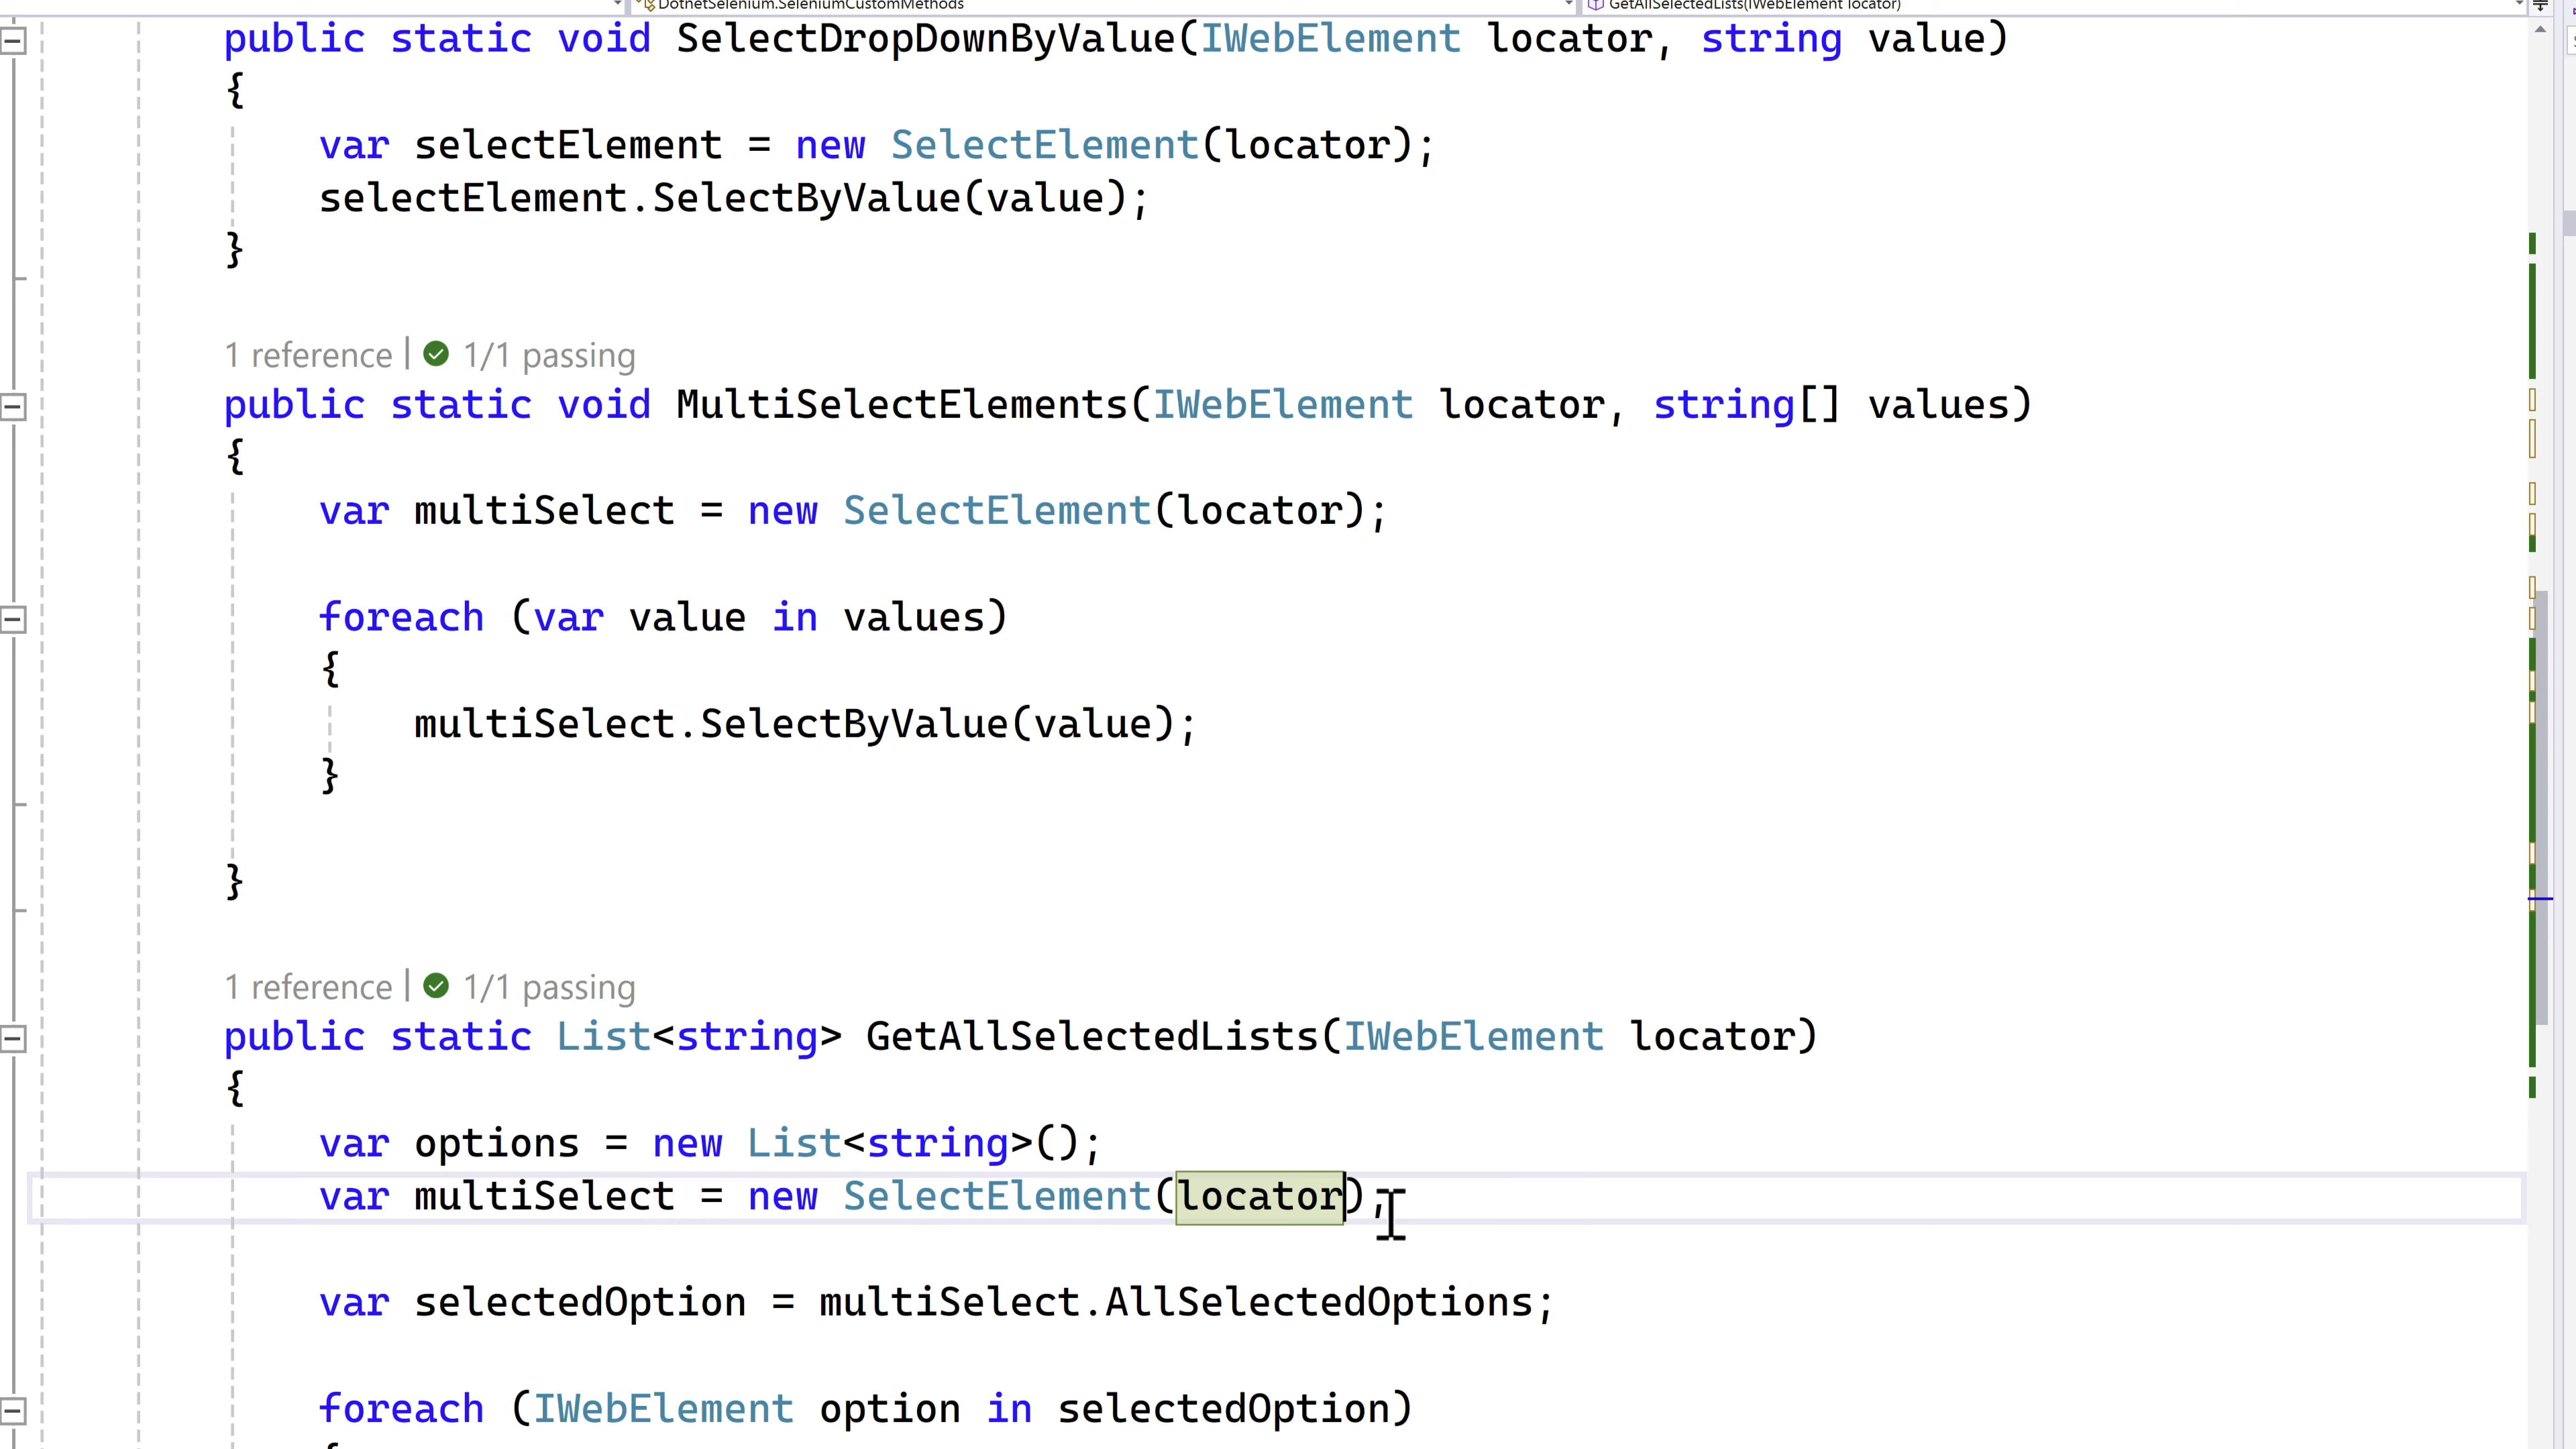 DotnetSelenium.SeleniumCustomMethods
GetAllSelectedLists(IWebElement locator)
public static void SelectDropDownByValue(IWebElement locator, string value)
{
var selectElement = new SelectElement(locator);
selectElement.SelectByValue(value);
}
1 reference | 1/1 passing
public static void MultiSelectElements(IWebElement locator, string[] values)
{
var multiSelect = new SelectElement(locator);
foreach (var value in values)
{
multiSelect.SelectByValue(value);
}
}
1 reference | 1/1 passing
public static List<string> GetAllSelectedLists(IWebElement locator)
{
var options = new List<string>();
var multiSelect = new SelectElement(locator);
var selectedOption = multiSelect.AllSelectedOptions;
foreach (IWebElement option in selectedOption)
{